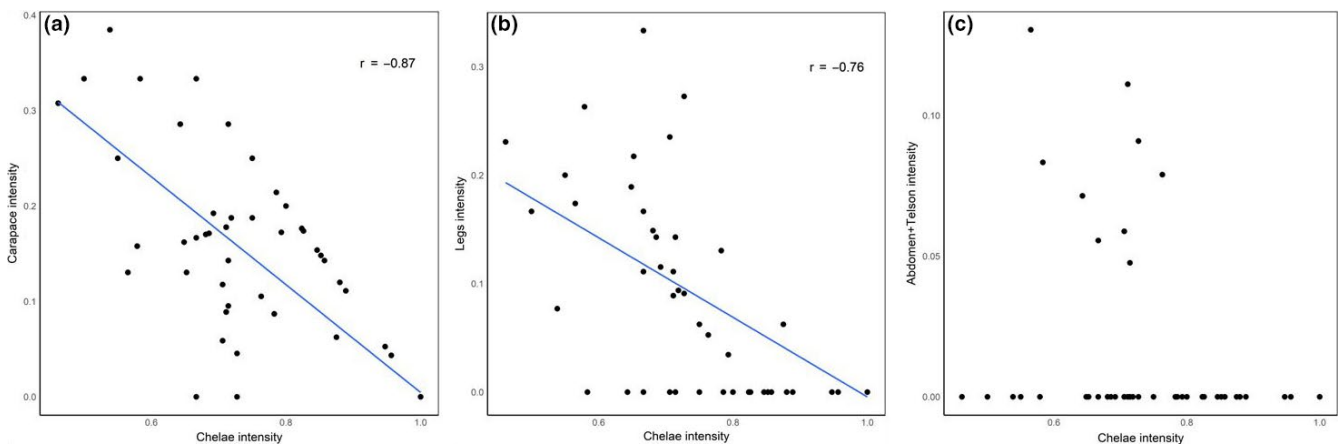 (a)
r = −0.87
0.4
0.3
0.2
0.1
0.0
Carapace intensity
0.6 0.8 1.0
Chelae intensity
(b)
r = −0.76
0.3
0.2
0.1
0.0
Legs intensity
0.6 0.8 1.0
Chelae intensity
(c)
0.10
0.05
0.00
Abdomen+Telson intensity
0.6 0.8 1.0
Chelae intensity